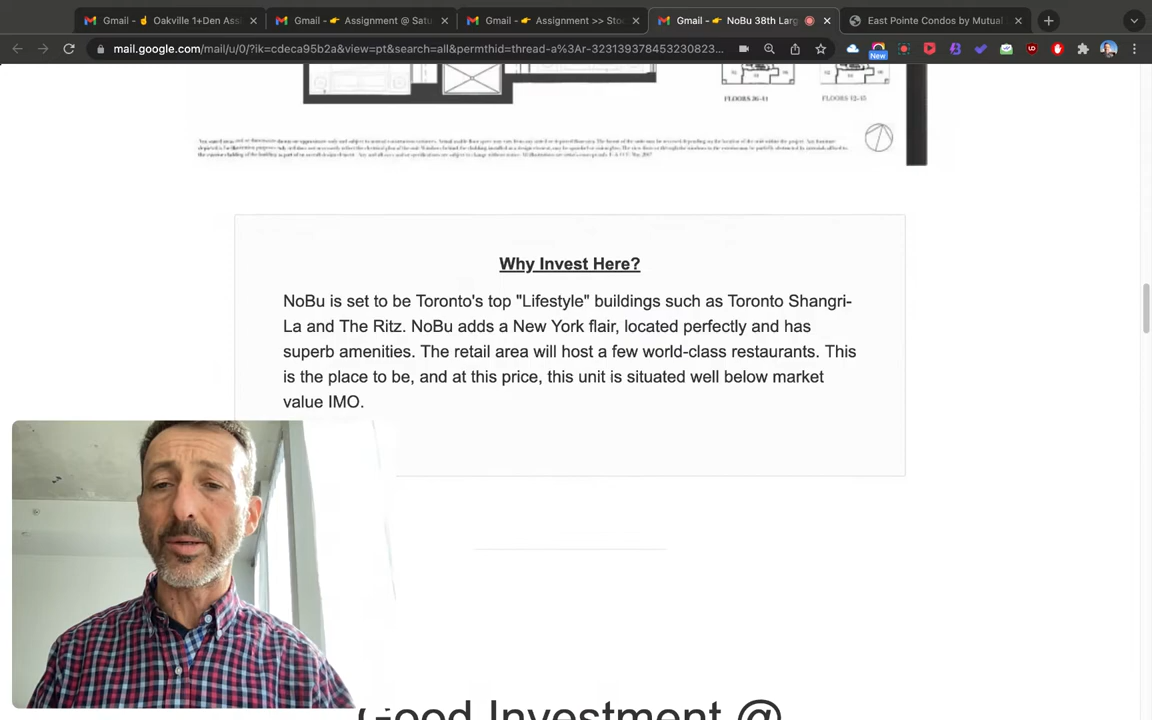 Gmail - ☝ Oakville 1+Den Ass
Gmail - 👉 Assignment @ Satu
Gmail - 👉 Assignment >> Stoc
Gmail - 👉 NoBu 38th Larg
East Pointe Condos by Mutual
mail.google.com/mail/u/0/?ik=cdeca95b2a&view=pt&search=all&permthid=thread-a%3Ar-323139378453230823...
New
FLOORS
FLOORS
Why Invest Here?
NoBu is set to be Toronto's top "Lifestyle" buildings such as Toronto Shangri-
La and The Ritz. NoBu adds a New York flair, located perfectly and has
superb amenities. The retail area will host a few world-class restaurants. This
is the place to be, and at this price, this unit is situated well below market
value IMO.
Good Investment @